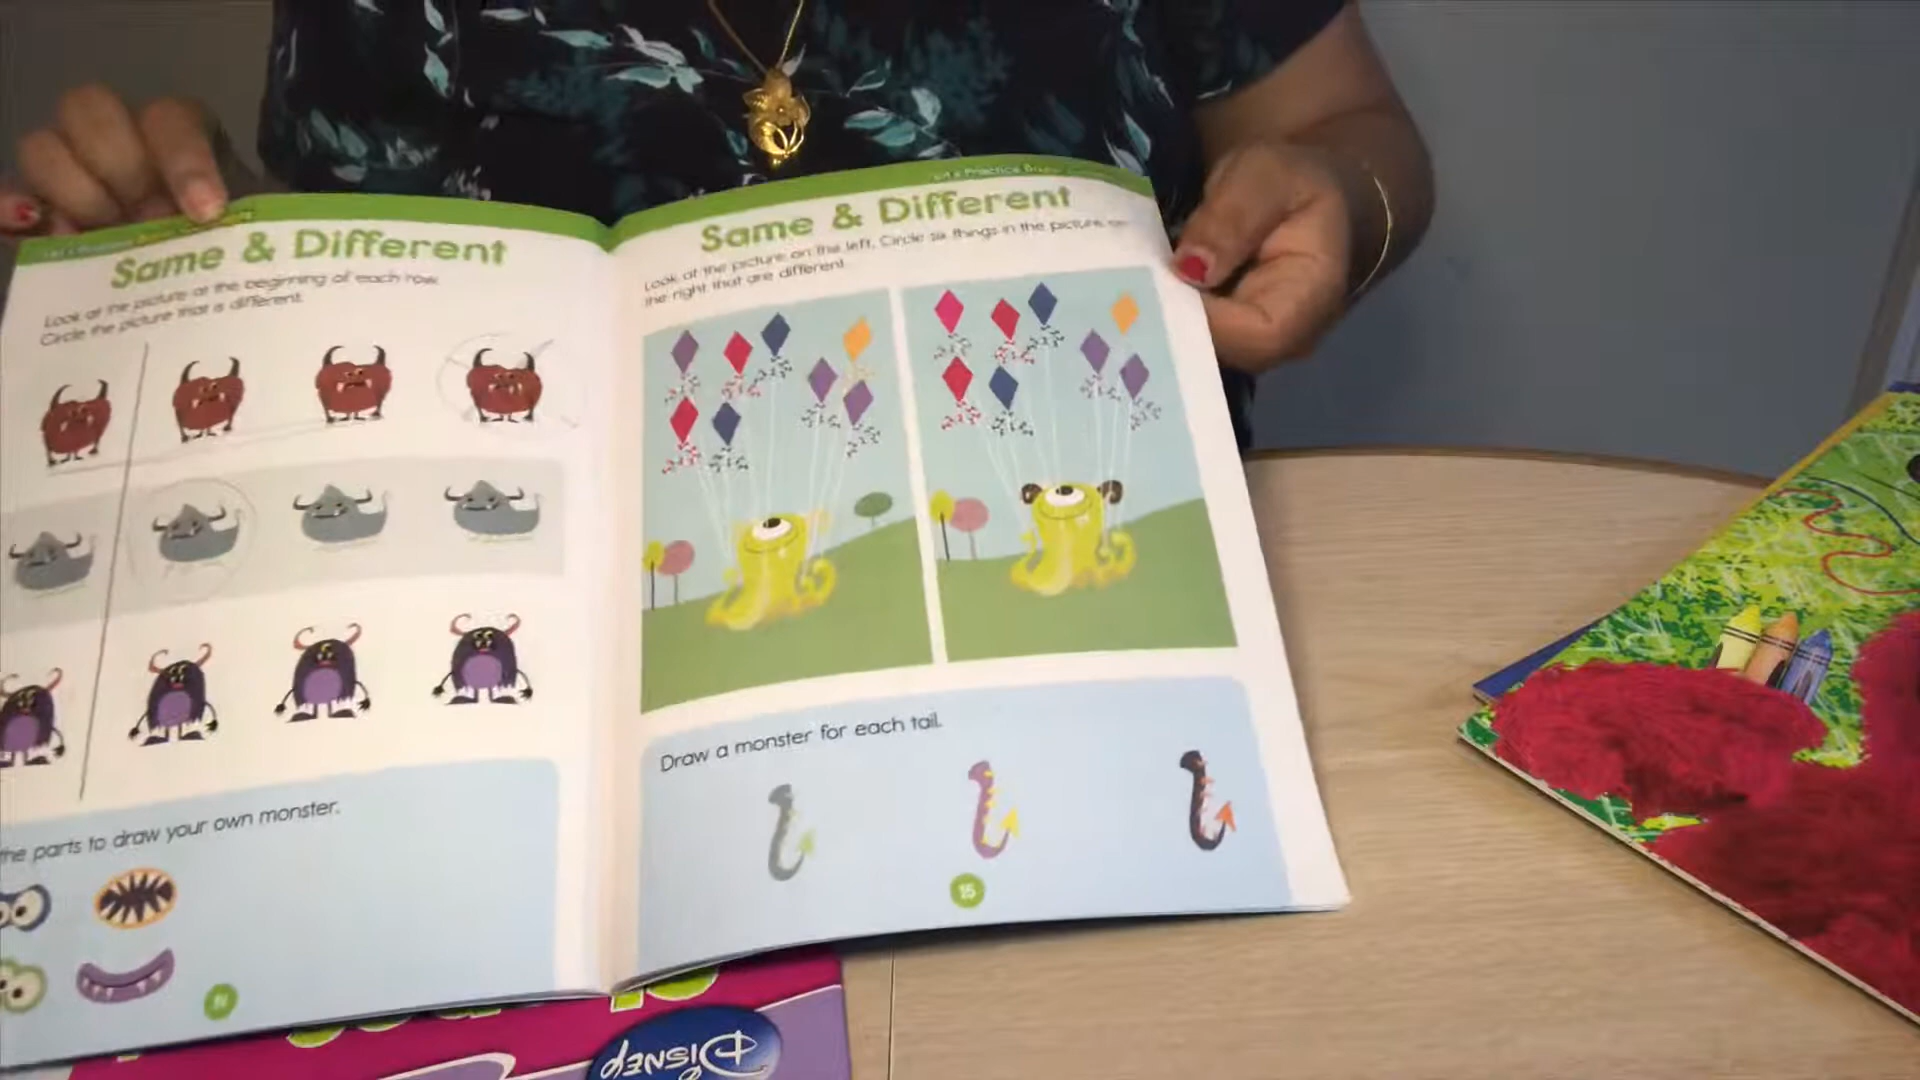 Same & Different
Look at the picture at the beginning of each row.
Circle the picture that is different.
the parts to draw your own monster.
Same & Different
Look at the picture on the left. Circle six things in the picture on
the right that are different.
Draw a monster for each tail.
15
DISNEY